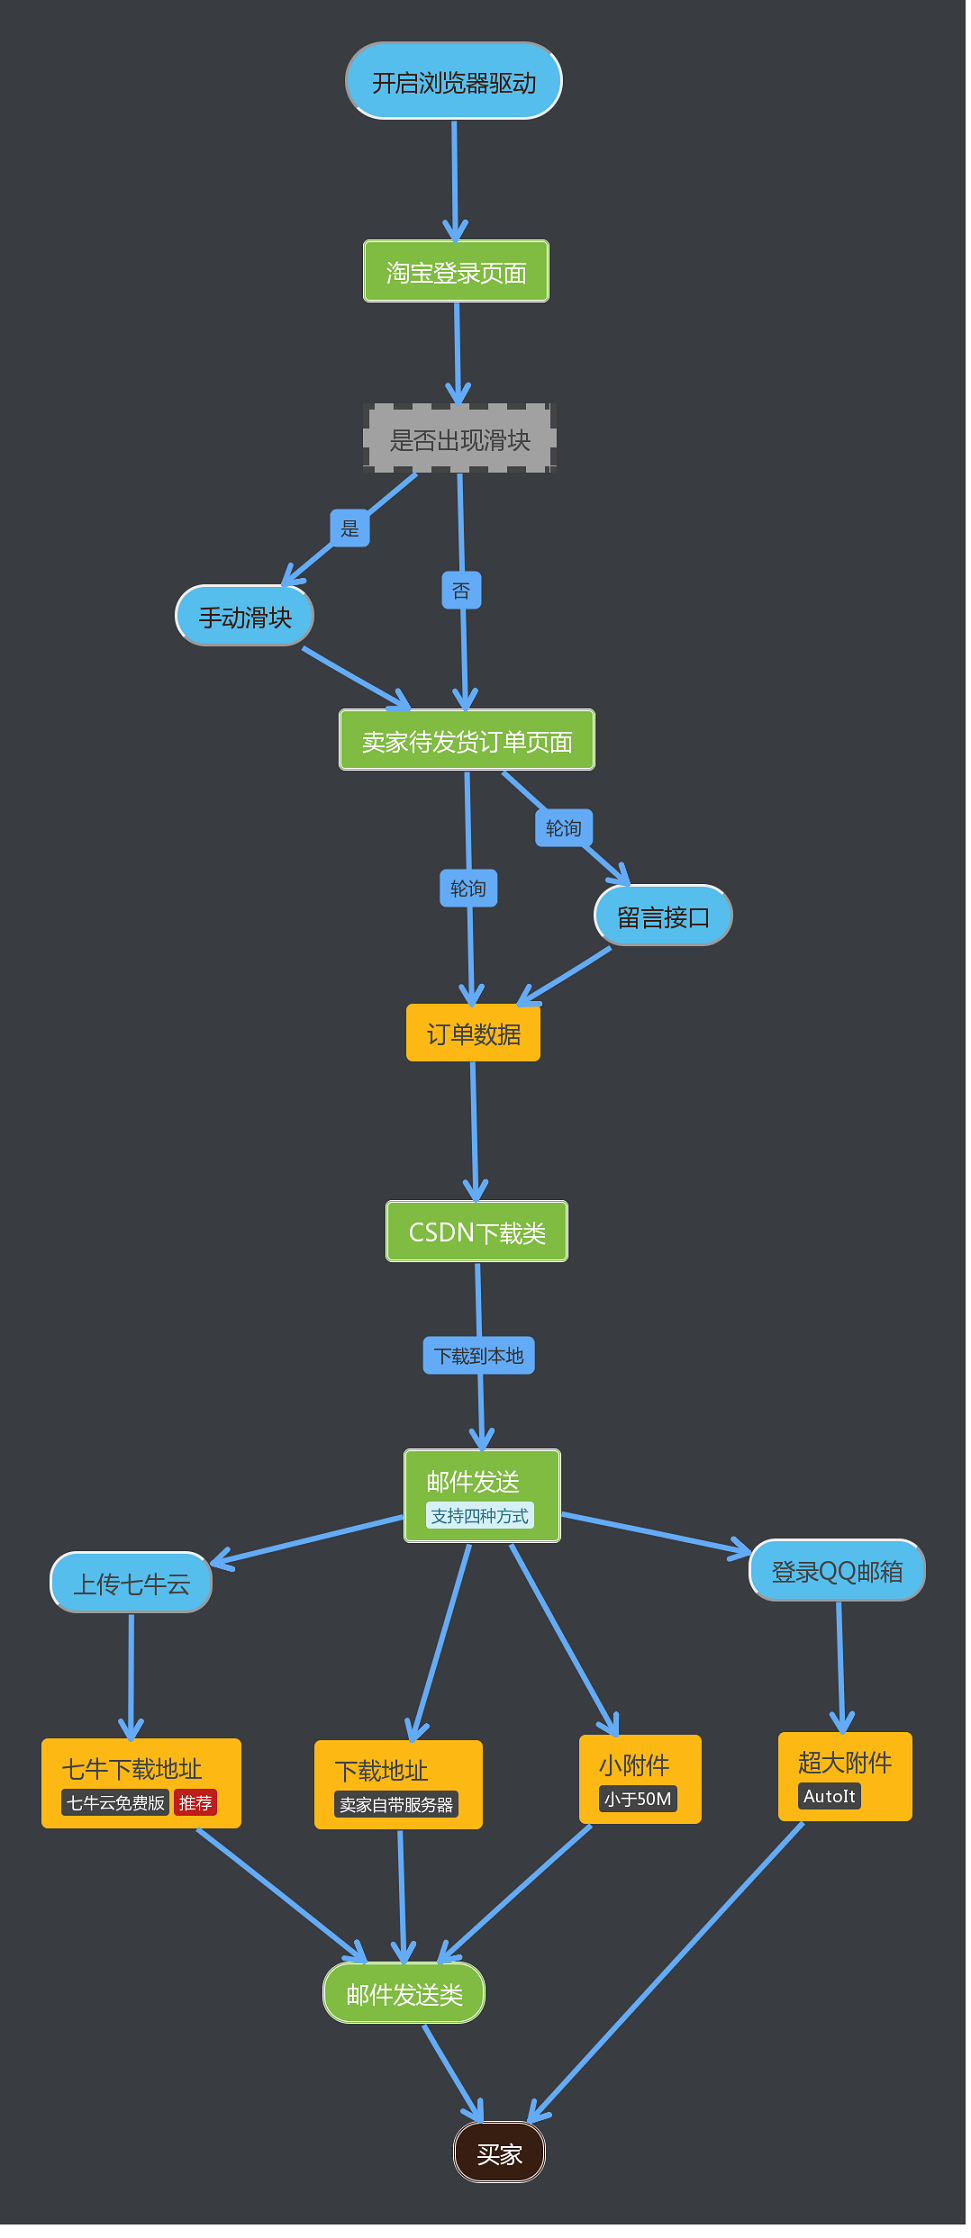 开启浏览器驱动
淘宝登录页面
是否出现滑块
是
否
手动滑块
卖家待发货订单页面
轮询
轮询
留言接口
订单数据
CSDN下载类
下载到本地
邮件发送
支持四种方式
上传七牛云
登录QQ邮箱
七牛下载地址
七牛云免费版 推荐
下载地址
卖家自带服务器
小附件
小于50M
超大附件
AutoIt
邮件发送类
买家